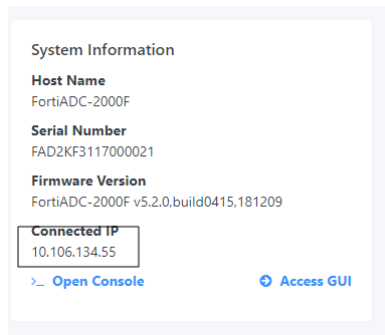 System Information
Host Name
FortiADC-2000F
Serial Number
FAD2KF3117000021
Firmware Version
FortiADC-2000F v5.2.0,build0415,181209
Connected IP
10.106.134.55
>_ Open Console Access GUI